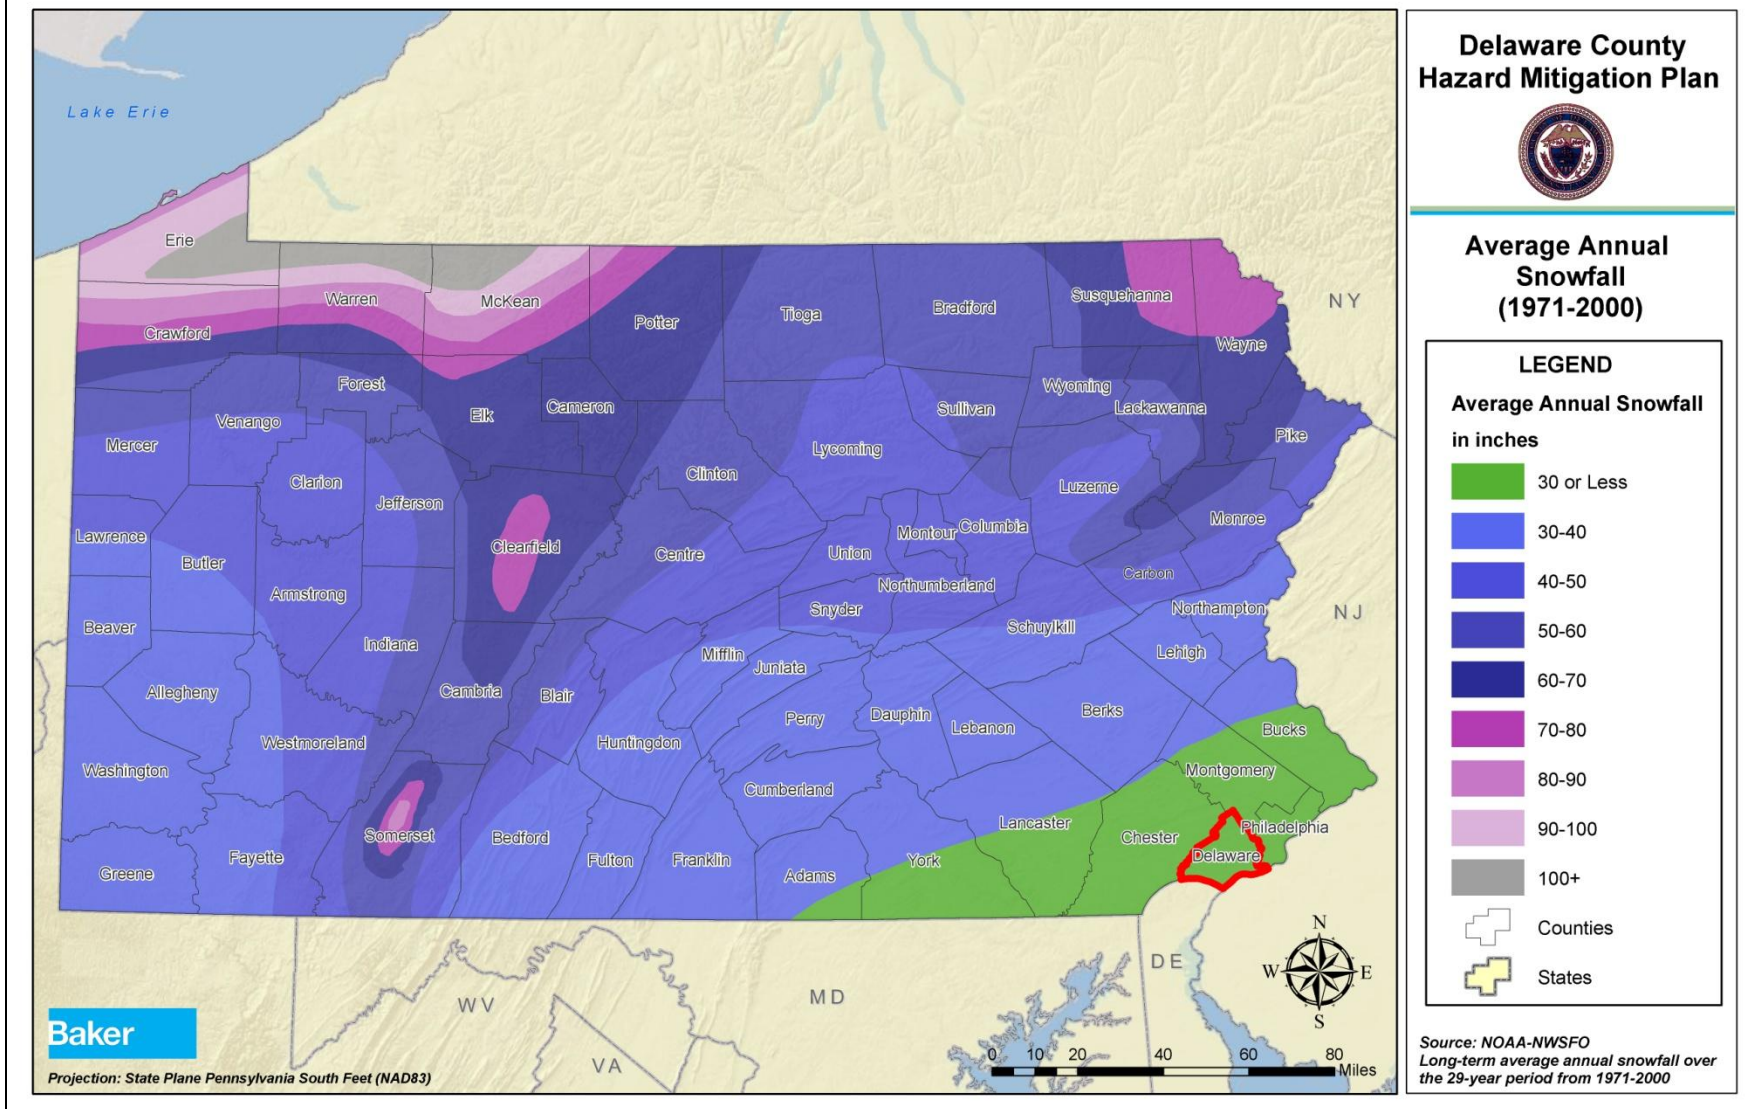 Delaware County
Hazard Mitigation Plan
Average Annual
Snowfall
(1971-2000)
LEGEND
Average Annual Snowfall
in inches
30 or Less
30-40
40-50
50-60
60-70
70-80
80-90
90-100
100+
Counties
States
Source: NOAA-NWSFO
Long-term average annual snowfall over
the 29-year period from 1971-2000
Lake Erie
Erie
Warren
McKean
Crawford
Potter
Tioga
Bradford
Susquehanna
Wayne
NY
Forest
Elk
Cameron
Venango
Mercer
Clarion
Jefferson
Clinton
Lycoming
Sullivan
Wyoming
Lackawanna
Pike
Luzerne
Monroe
Lawrence
Butler
Clearfield
Centre
Union
Montour
Columbia
Northumberland
Carbon
Armstrong
Snyder
Northampton
NJ
Beaver
Indiana
Mifflin
Juniata
Schuylkill
Lehigh
Allegheny
Cambria
Blair
Perry
Dauphin
Lebanon
Berks
Westmoreland
Huntingdon
Bucks
Washington
Cumberland
Montgomery
Somerset
Bedford
Lancaster
Chester
Philadelphia
Greene
Fayette
Fulton
Franklin
Adams
York
Delaware
WV
MD
DE
VA
N
W
E
S
0 10 20 40 60 80
Miles
Baker
Projection: State Plane Pennsylvania South Feet (NAD83)